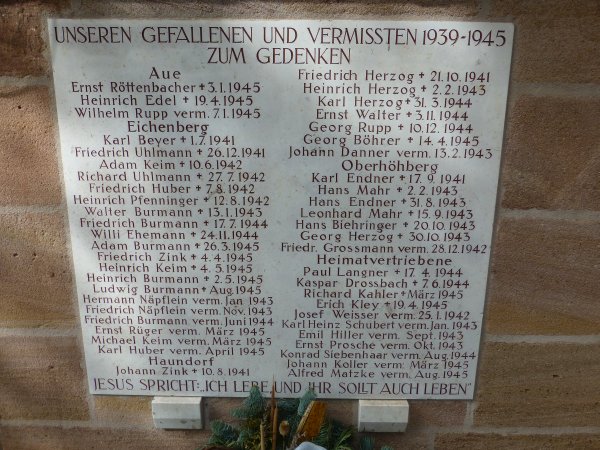 UNSEREN GEFALLENEN UND VERMISSTEN 1939-1945
ZUM GEDENKEN
Aue
Ernst Röttenbacher + 3.1.1945
Heinrich Edel + 19.4.1945
Wilhelm Rupp verm. 7.1.1945
Eichenberg
Karl Beyer + 1.7.1941
Friedrich Uhlmann + 26.12.1941
Adam Keim + 10.6.1942
Richard Uhlmann + 27.7.1942
Friedrich Huber + 7.8.1942
Heinrich Pfenninger + 12.8.1942
Walter Burmann + 13.1.1943
Friedrich Burmann + 17.7.1944
Willi Ehemann + 24.11.1944
Adam Burmann + 26.3.1945
Friedrich Zink + 4.4.1945
Heinrich Keim + 4.5.1945
Heinrich Burmann + 2.5.1945
Ludwig Burmann + Aug. 1945
Hermann Näpflein verm. Jan. 1943
Friedrich Näpflein verm. Nov. 1943
Friedrich Burmann verm. Juni 1944
Ernst Rüger verm. März 1945
Michael Keim verm. März 1945
Karl Huber verm. April 1945
Haundorf
Johann Zink + 10.8.1941
Friedrich Herzog + 21.10.1941
Heinrich Herzog + 2.2.1943
Karl Herzog + 31.3.1944
Ernst Walter + 3.11.1944
Georg Rupp + 10.12.1944
Georg Böhrer + 14.4.1945
Johann Danner verm. 13.2.1943
Oberhöhberg
Karl Endner + 17.9.1941
Hans Mahr + 2.2.1943
Hans Endner + 31.8.1943
Leonhard Mahr + 15.9.1943
Hans Biehringer + 20.10.1943
Georg Herzog + 30.10.1943
Friedr. Grossmann verm. 28.12.1942
Heimatvertriebene
Paul Langner + 17.4.1944
Kaspar Drossbach + 7.6.1944
Richard Kahler + März 1945
Erich Kley + 19.4.1945
Josef Weisser verm. 25.1.1942
Karl Heinz Schubert verm. Jan. 1943
Emil Hiller verm. Sept. 1943
Ernst Prosche verm. Okt. 1943
Konrad Siebenhaar verm. Aug. 1944
Johann Koller verm. März 1945
Alfred Matzke verm. Aug. 1945
JESUS SPRICHT: „ICH LEBE UND IHR SOLLT AUCH LEBEN"